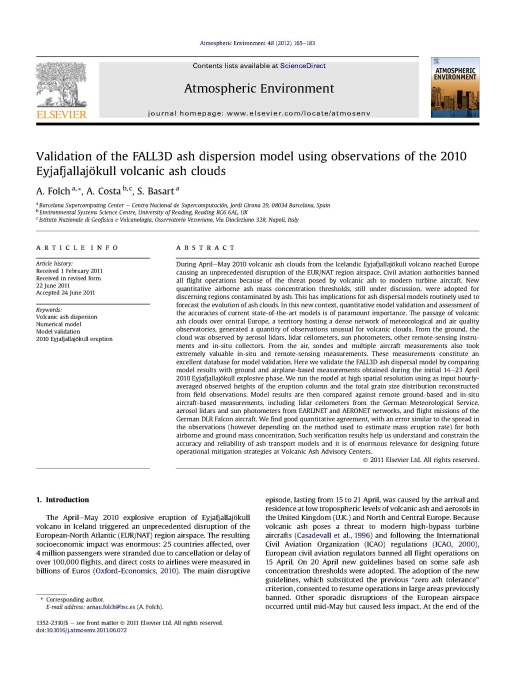 Atmospheric Environment 48 (2012) 165–183
Contents lists available at ScienceDirect
Atmospheric Environment
journal homepage: www.elsevier.com/locate/atmosenv
ELSEVIER
ATMOSPHERIC
ENVIRONMENT
Validation of the FALL3D ash dispersion model using observations of the 2010
Eyjafjallajökull volcanic ash clouds
A. Folch a,*, A. Costa b,c, S. Basart a
a Barcelona Supercomputing Center – Centro Nacional de Supercomputación, Jordi Girona 29, 08034 Barcelona, Spain
b Environmental Systems Science Centre, University of Reading, Reading RG6 6AL, UK
c Istituto Nazionale di Geofisica e Vulcanologia, Osservatorio Vesuviano, Via Diocleziano 328, Napoli, Italy
ARTICLE INFO
Article history:
Received 1 February 2011
Received in revised form
22 June 2011
Accepted 24 June 2011
Keywords:
Volcanic ash dispersion
Numerical model
Model validation
2010 Eyjafjallajökull eruption
ABSTRACT
During April–May 2010 volcanic ash clouds from the Icelandic Eyjafjallajökull volcano reached Europe
causing an unprecedented disruption of the EUR/NAT region airspace. Civil aviation authorities banned
all flight operations because of the threat posed by volcanic ash to modern turbine aircraft. New
quantitative airborne ash mass concentration thresholds, still under discussion, were adopted for
discerning regions contaminated by ash. This has implications for ash dispersal models routinely used to
forecast the evolution of ash clouds. In this new context, quantitative model validation and assessment of
the accuracies of current state-of-the-art models is of paramount importance. The passage of volcanic
ash clouds over central Europe, a territory hosting a dense network of meteorological and air quality
observatories, generated a quantity of observations unusual for volcanic clouds. From the ground, the
cloud was observed by aerosol lidars, lidar ceilometers, sun photometers, other remote-sensing instru-
ments and in-situ collectors. From the air, sondes and multiple aircraft measurements also took
extremely valuable in-situ and remote-sensing measurements. These measurements constitute an
excellent database for model validation. Here we validate the FALL3D ash dispersal model by comparing
model results with ground and airplane-based measurements obtained during the initial 14–23 April
2010 Eyjafjallajökull explosive phase. We run the model at high spatial resolution using as input hourly-
averaged observed heights of the eruption column and the total grain size distribution reconstructed
from field observations. Model results are then compared against remote ground-based and in-situ
aircraft-based measurements, including lidar ceilometers from the German Meteorological Service,
aerosol lidars and sun photometers from EARLINET and AERONET networks, and flight missions of the
German DLR Falcon aircraft. We find good quantitative agreement, with an error similar to the spread in
the observations (however depending on the method used to estimate mass eruption rate) for both
airborne and ground mass concentration. Such verification results help us understand and constrain the
accuracy and reliability of ash transport models and it is of enormous relevance for designing future
operational mitigation strategies at Volcanic Ash Advisory Centers.
© 2011 Elsevier Ltd. All rights reserved.
1. Introduction
The April–May 2010 explosive eruption of Eyjafjallajökull
volcano in Iceland triggered an unprecedented disruption of the
European-North Atlantic (EUR/NAT) region airspace. The resulting
socioeconomic impact was enormous: 25 countries affected, over
4 million passengers were stranded due to cancellation or delay of
over 100,000 flights, and direct costs to airlines were measured in
billions of Euros (Oxford-Economics, 2010). The main disruptive
episode, lasting from 15 to 21 April, was caused by the arrival and
residence at low tropospheric levels of volcanic ash and aerosols in
the United Kingdom (U.K.) and North and Central Europe. Because
volcanic ash poses a threat to modern high-bypass turbine
aircrafts (Casadevall et al., 1996) and following the International
Civil Aviation Organization (ICAO) regulations (ICAO, 2000),
European civil aviation regulators banned all flight operations on
15 April. On 20 April new guidelines based on some safe ash
concentration thresholds were adopted. The adoption of the new
guidelines, which substituted the previous “zero ash tolerance”
criterion, consented to resume operations in large areas previously
banned. Other sporadic disruptions of the European airspace
occurred until mid-May but caused less impact. At the end of the
* Corresponding author.
E-mail address: arnau.folch@bsc.es (A. Folch).
1352-2310/$ – see front matter © 2011 Elsevier Ltd. All rights reserved.
doi:10.1016/j.atmosenv.2011.06.072